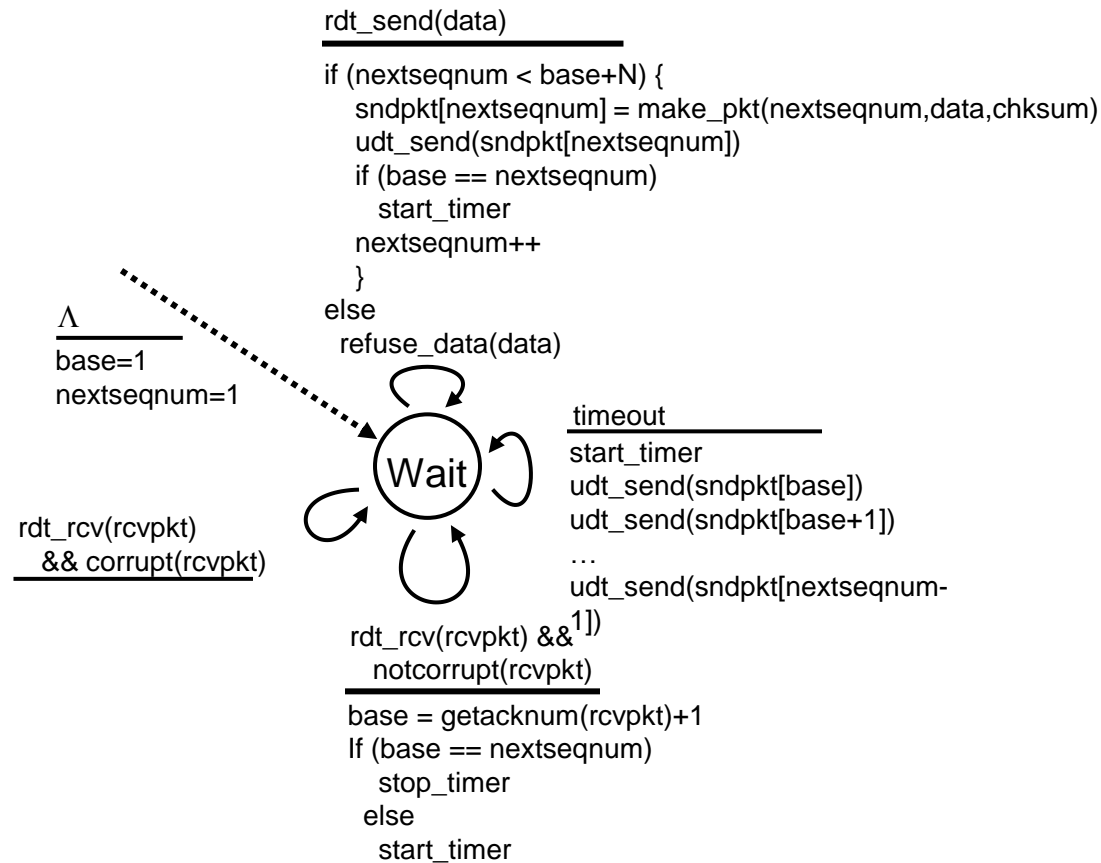 rdt_send(data)
if (nextseqnum < base+N) {
sndpkt[nextseqnum] = make_pkt(nextseqnum,data,chksum)
udt_send(sndpkt[nextseqnum])
if (base == nextseqnum)
start_timer
nextseqnum++
}
else
refuse_data(data)
Λ
base=1
nextseqnum=1
Wait
timeout
start_timer
udt_send(sndpkt[base])
udt_send(sndpkt[base+1])
…
udt_send(sndpkt[nextseqnum-
1])
rdt_rcv(rcvpkt)
&& corrupt(rcvpkt)
rdt_rcv(rcvpkt) &&
notcorrupt(rcvpkt)
base = getacknum(rcvpkt)+1
If (base == nextseqnum)
stop_timer
else
start_timer